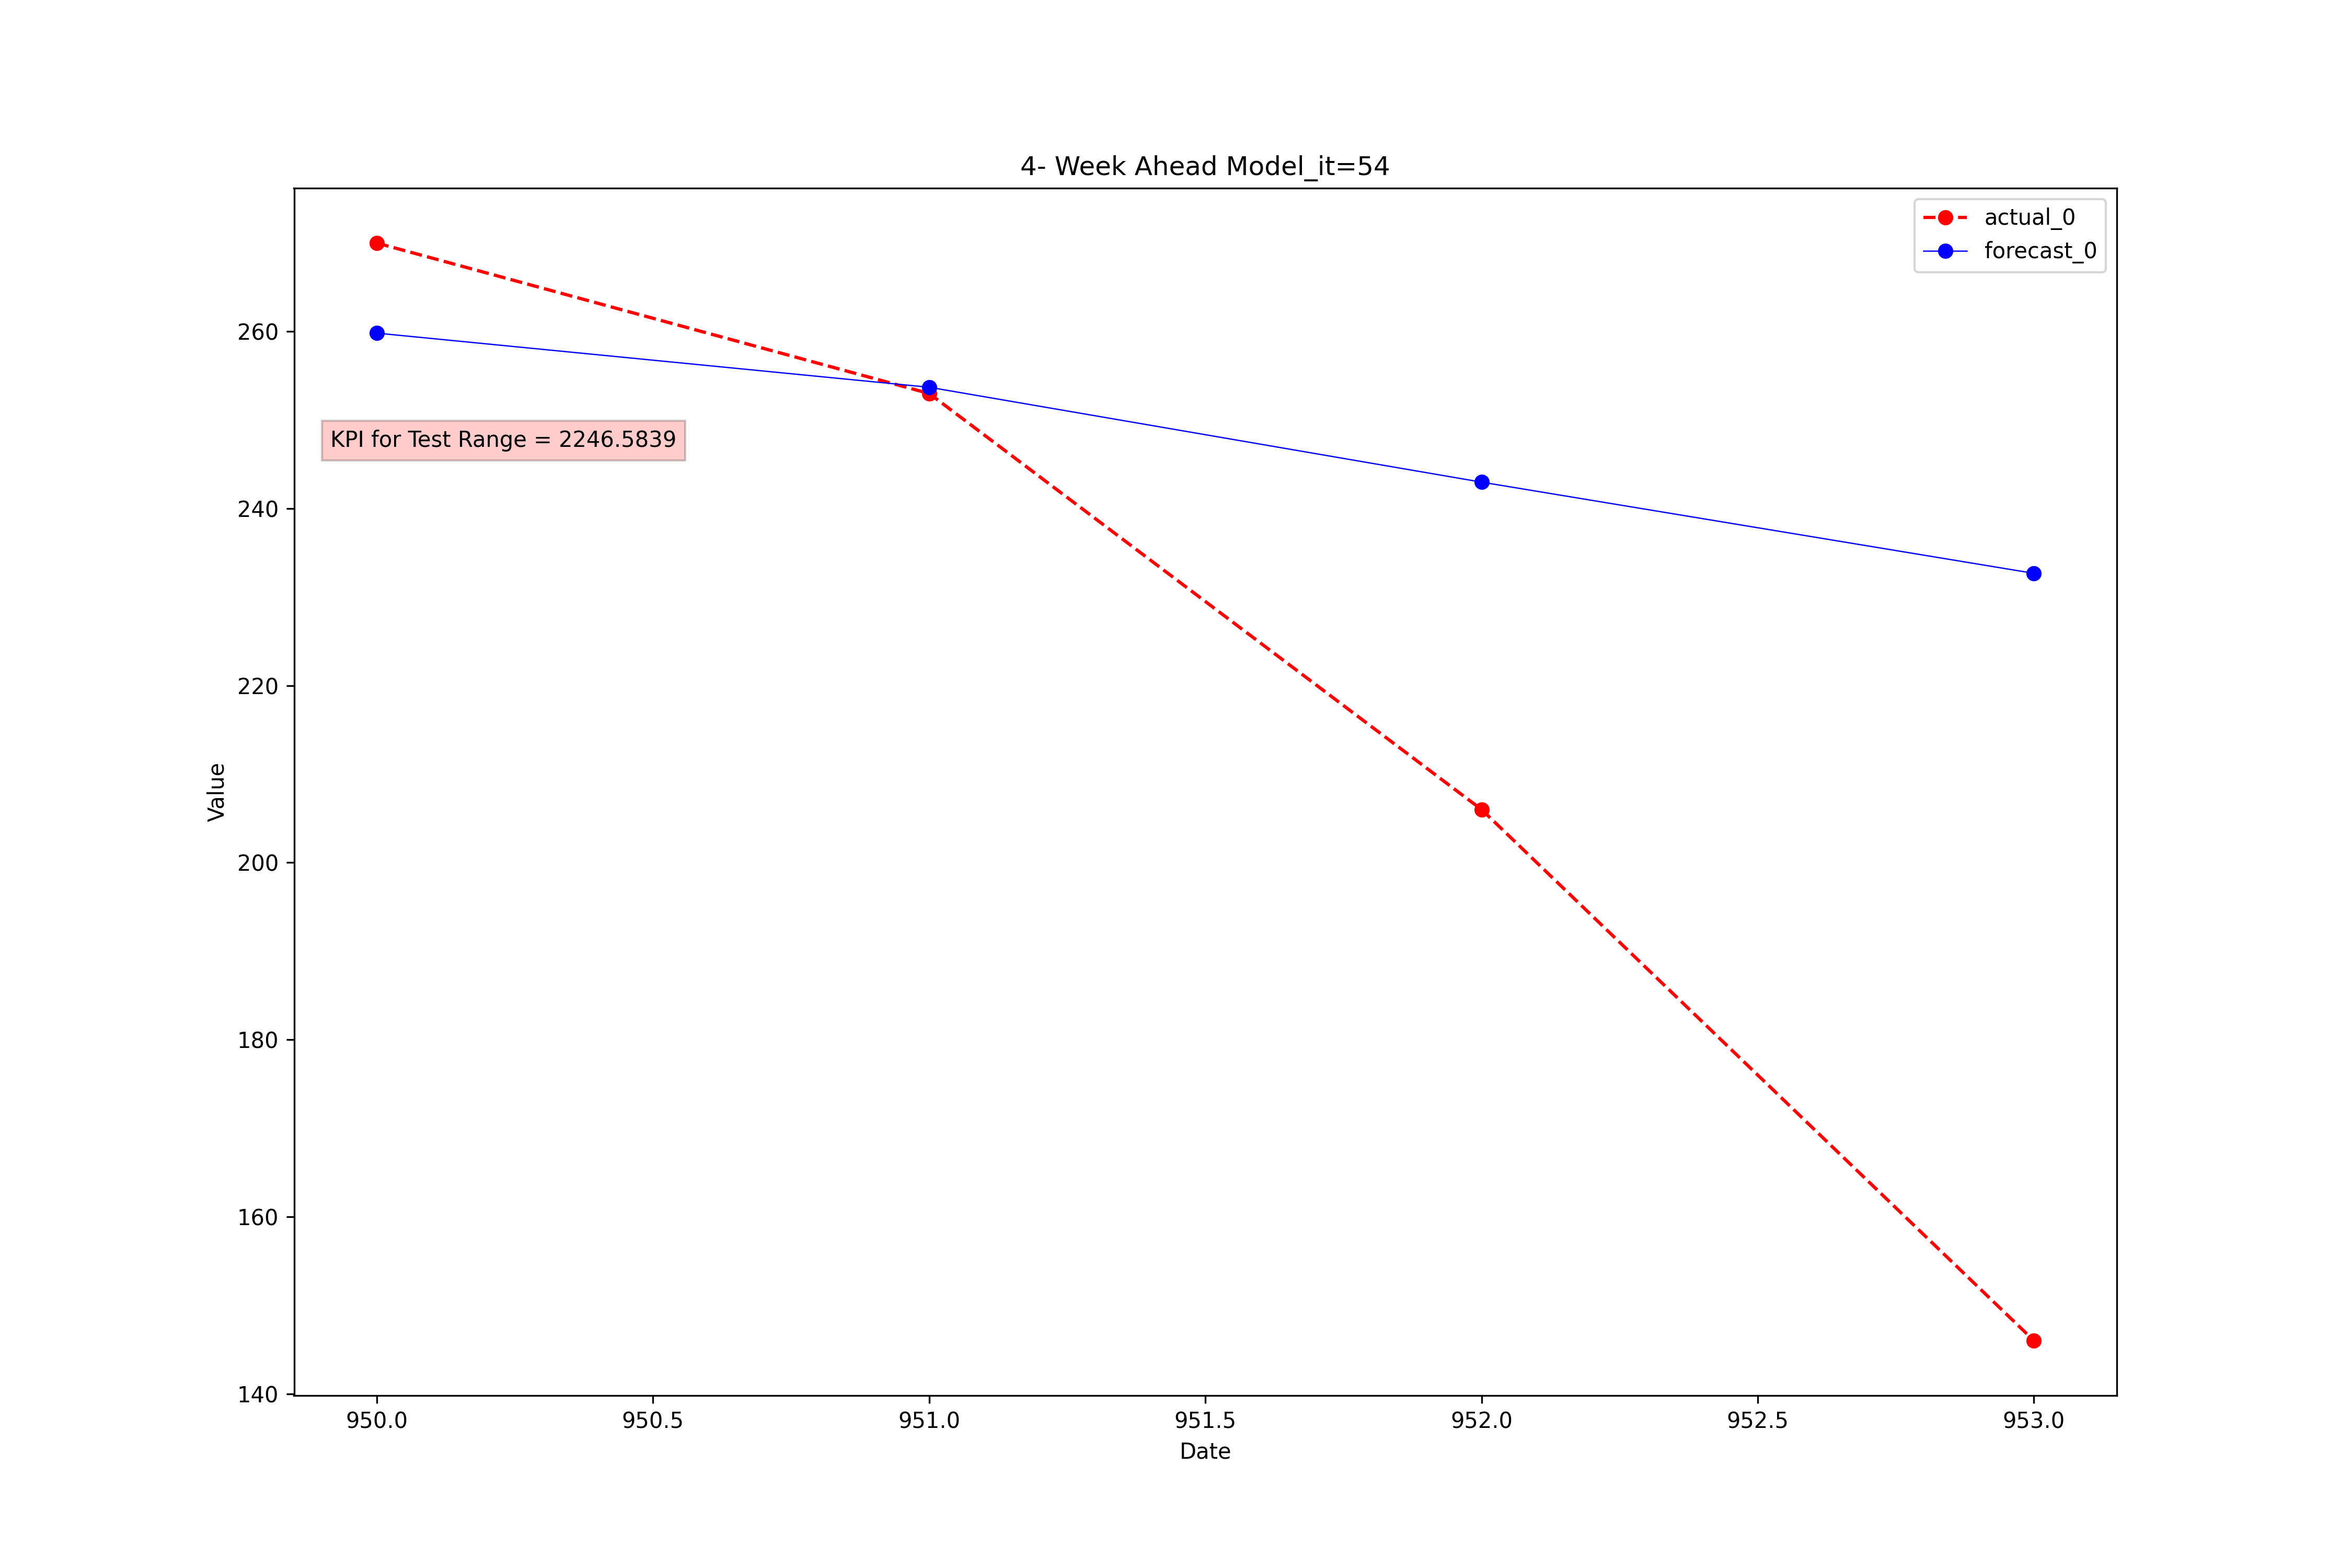 4- Week Ahead Model_it=54
actual_0
forecast_0
KPI for Test Range = 2246.5839
Value
260
240
220
200
180
160
140
950.0 950.5 951.0 951.5 952.0 952.5 953.0
Date